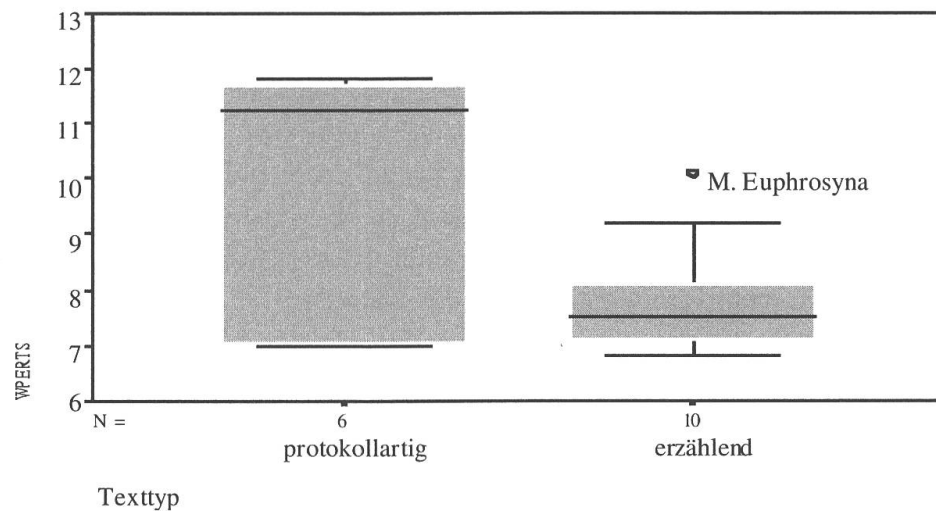 13
12
11
10
M. Euphrosyna
9
8
7
6
WPERTS
N =
6
10
protokollartig
erzählend
Texttyp